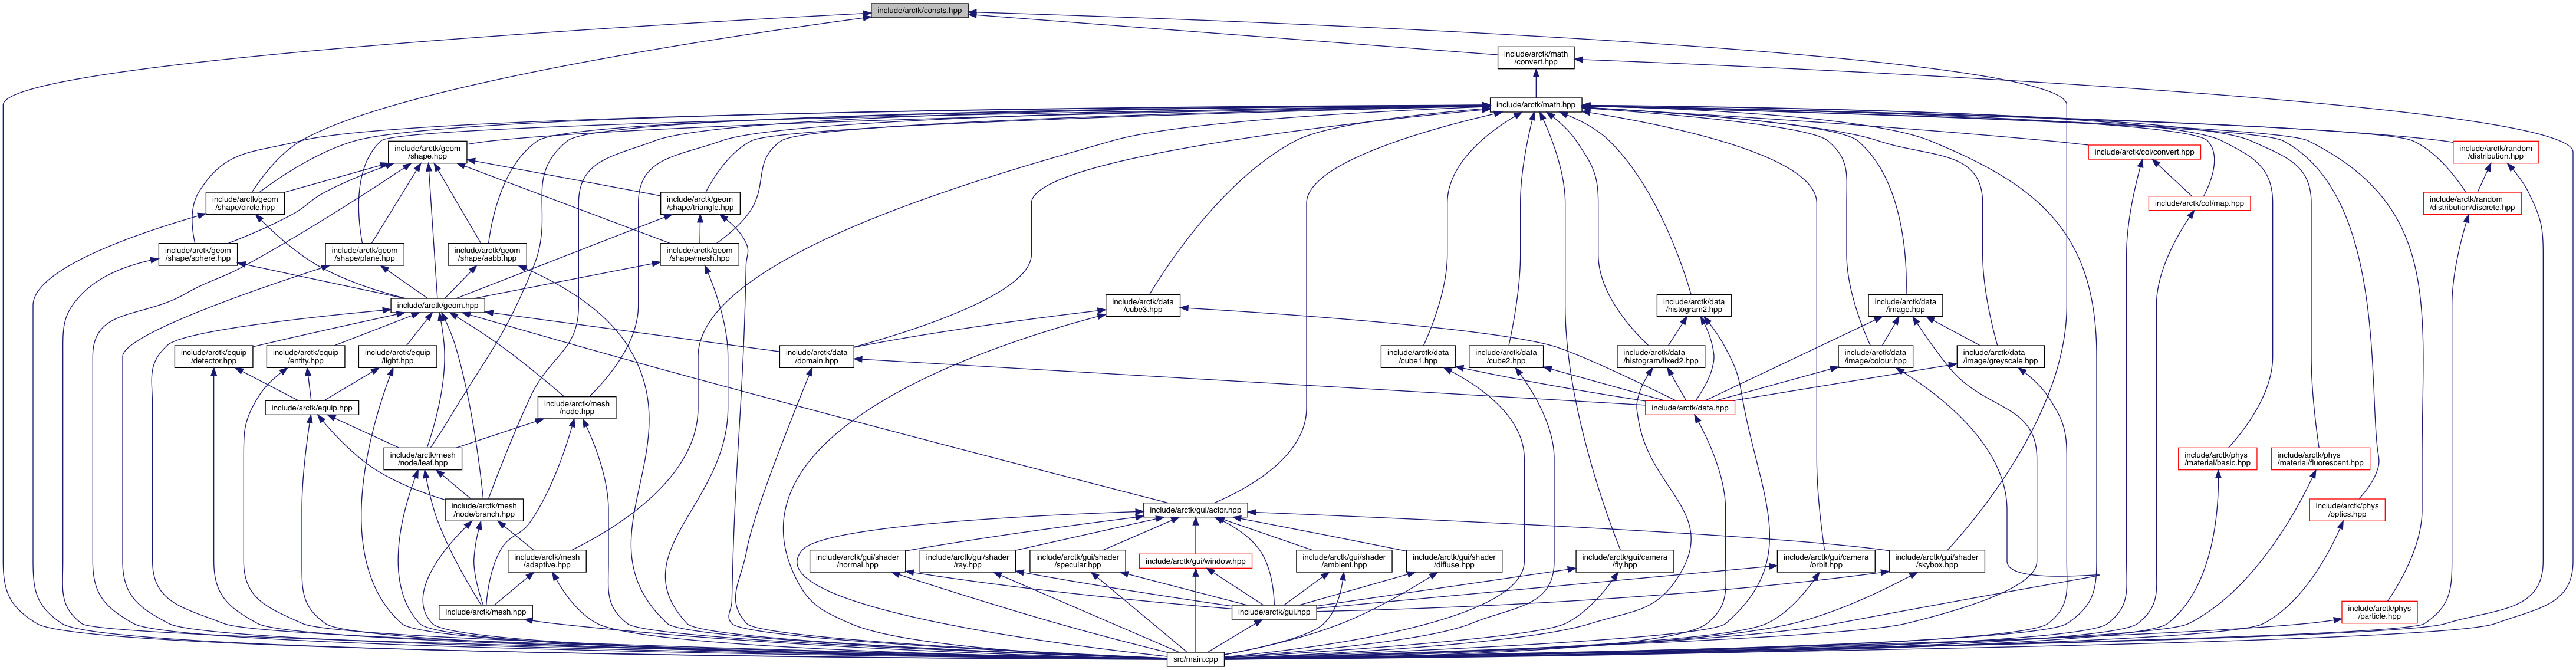 include/arctk/consts.hpp
include/arctk/math
/convert.hpp
include/arctk/math.hpp
include/arctk/geom
/shape.hpp
include/arctk/col/convert.hpp
include/arctk/random
/distribution.hpp
include/arctk/geom
/shape/circle.hpp
include/arctk/geom
/shape/triangle.hpp
include/arctk/col/map.hpp
include/arctk/random
/distribution/discrete.hpp
include/arctk/geom
/shape/sphere.hpp
include/arctk/geom
/shape/plane.hpp
include/arctk/geom
/shape/aabb.hpp
include/arctk/geom
/shape/mesh.hpp
include/arctk/geom.hpp
include/arctk/data
/cube3.hpp
include/arctk/data
/histogram2.hpp
include/arctk/data
/image.hpp
include/arctk/equip
/detector.hpp
include/arctk/equip
/entity.hpp
include/arctk/equip
/light.hpp
include/arctk/data
/domain.hpp
include/arctk/data
/cube1.hpp
include/arctk/data
/cube2.hpp
include/arctk/data
/histogram/fixed2.hpp
include/arctk/data
/image/colour.hpp
include/arctk/data
/image/greyscale.hpp
include/arctk/equip.hpp
include/arctk/mesh
/node.hpp
include/arctk/data.hpp
include/arctk/mesh
/node/leaf.hpp
include/arctk/phys
/material/basic.hpp
include/arctk/phys
/material/fluorescent.hpp
include/arctk/mesh
/node/branch.hpp
include/arctk/gui/actor.hpp
include/arctk/phys
/optics.hpp
include/arctk/mesh
/adaptive.hpp
include/arctk/gui/shader
/normal.hpp
include/arctk/gui/shader
/ray.hpp
include/arctk/gui/shader
/specular.hpp
include/arctk/gui/window.hpp
include/arctk/gui/shader
/ambient.hpp
include/arctk/gui/shader
/diffuse.hpp
include/arctk/gui/camera
/fly.hpp
include/arctk/gui/camera
/orbit.hpp
include/arctk/gui/shader
/skybox.hpp
include/arctk/mesh.hpp
include/arctk/gui.hpp
include/arctk/phys
/particle.hpp
src/main.cpp